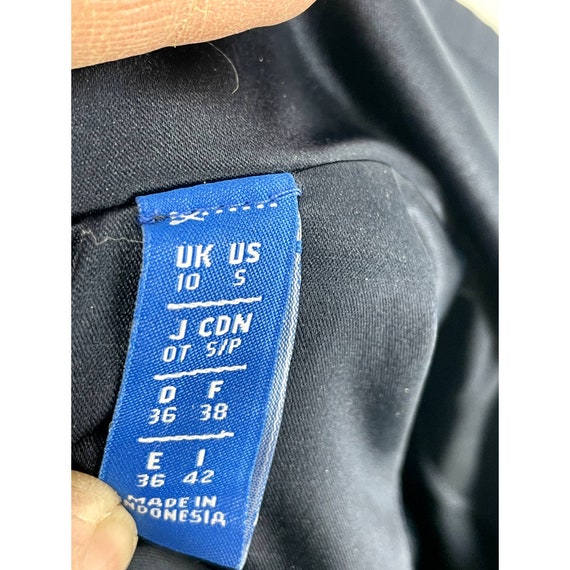 UK US
10 S
J CDN
OT S/P
D F
36 38
E I
36 42
MADE IN
INDONESIA